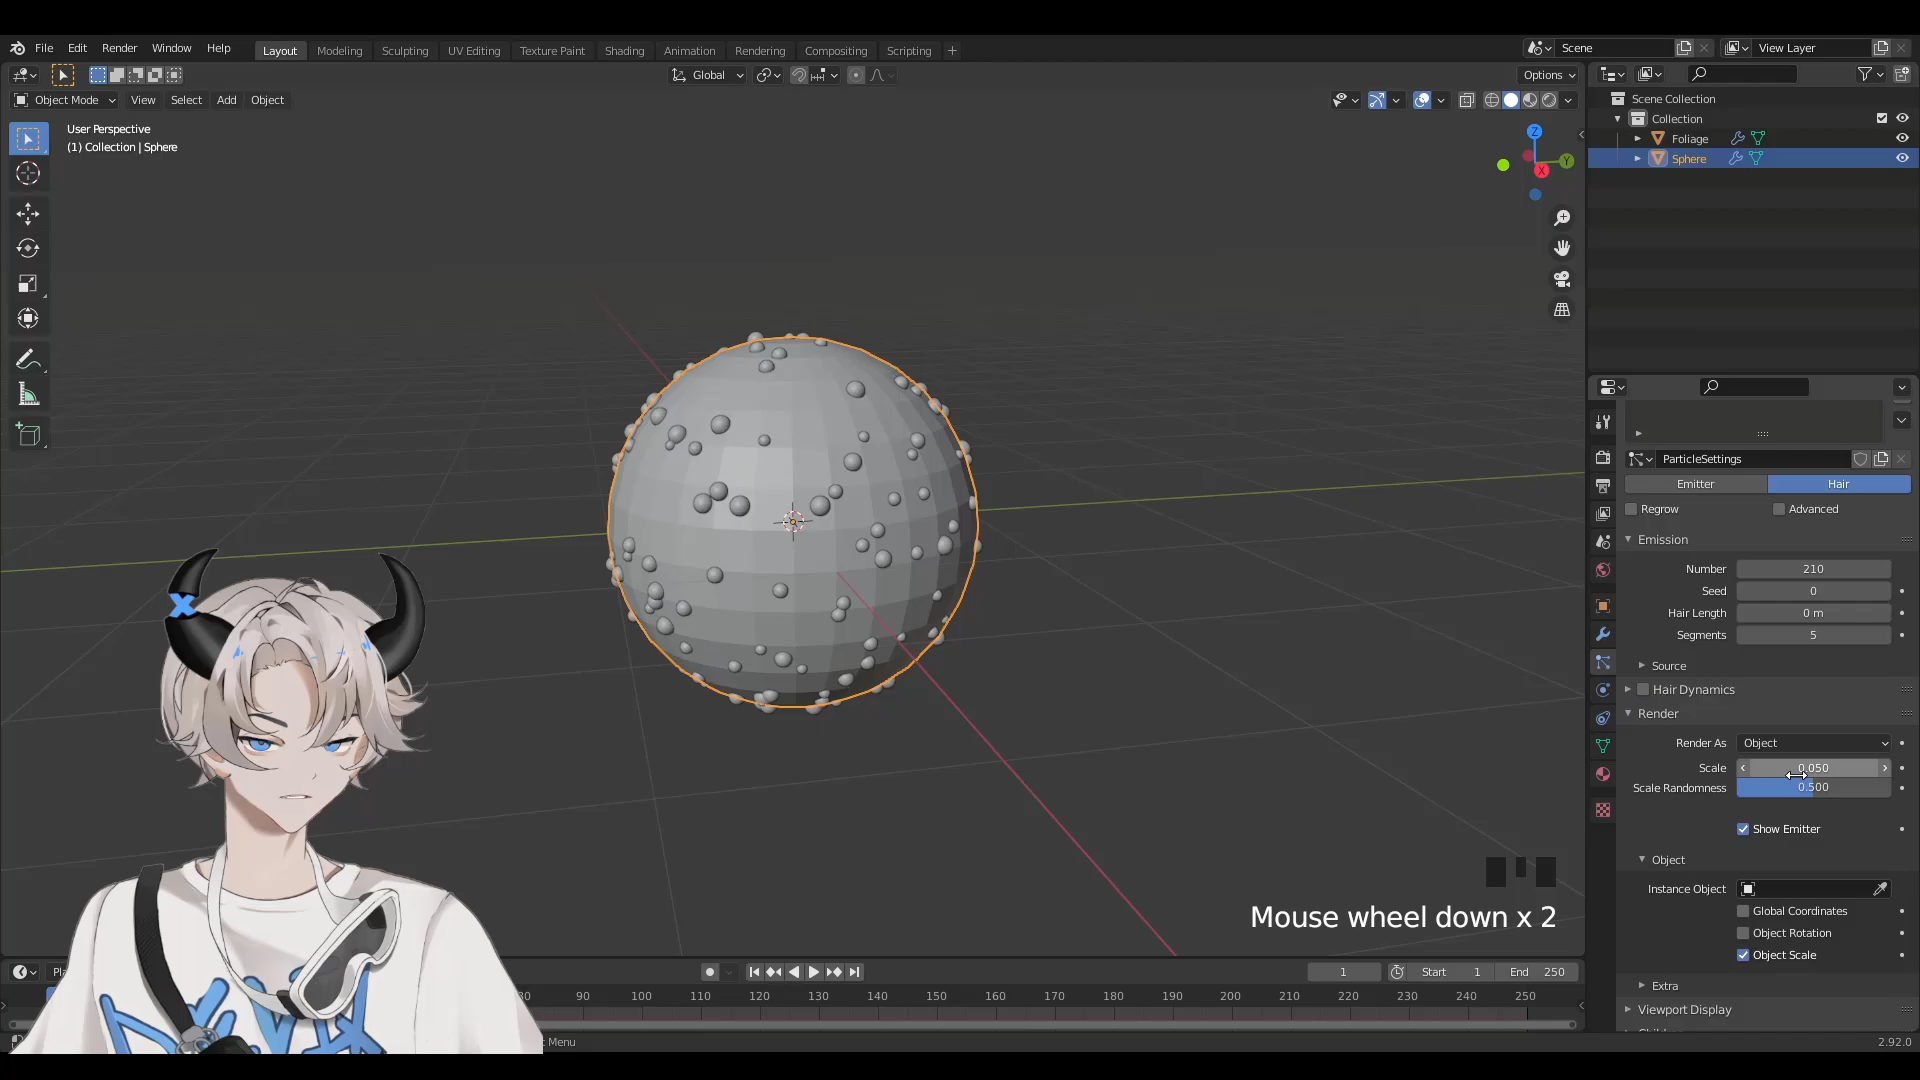 File Edit Render Window Help
Layout Modeling Sculpting UV Editing Texture Paint Shading Animation Rendering Compositing Scripting +
Scene
View Layer
Global
Options
Object Mode View Select Add Object
User Perspective
(1) Collection | Sphere
Z
Y
X
Scene Collection
Collection
Foliage
Sphere
ParticleSettings
Emitter Hair
Regrow Advanced
Emission
Number 210
Seed 0
Hair Length 0 m
Segments 5
Source
Hair Dynamics
Render
Render As Object
Scale 0.050
Scale Randomness 0.500
Show Emitter
Object
Instance Object
Global Coordinates
Object Rotation
Object Scale
Extra
Viewport Display
Mouse wheel down x 2
1
Start 1 End 250
90 100 110 120 130 140 150 160 170 180 190 200 210 220 230 240 250
Menu
2.92.0